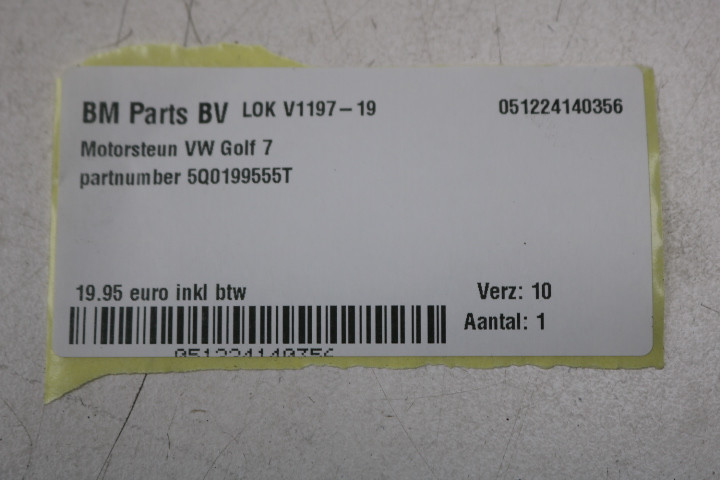 BM Parts BV LOK V1197-19 051224140356
Motorsteun VW Golf 7
partnumber 5Q0199555T
19.95 euro inkl btw Verz: 10
Aantal: 1
051224140356